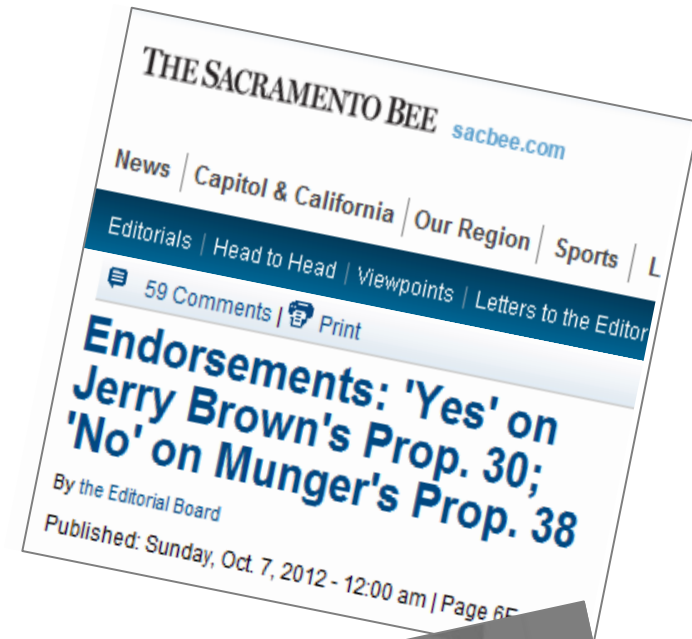 THE SACRAMENTO BEE sacbee.com
News | Capitol & California | Our Region | Sports | L
Editorials | Head to Head | Viewpoints | Letters to the Editor
59 Comments | Print
Endorsements: 'Yes' on
Jerry Brown's Prop. 30;
'No' on Munger's Prop. 38
By the Editorial Board
Published: Sunday, Oct. 7, 2012 - 12:00 am | Page